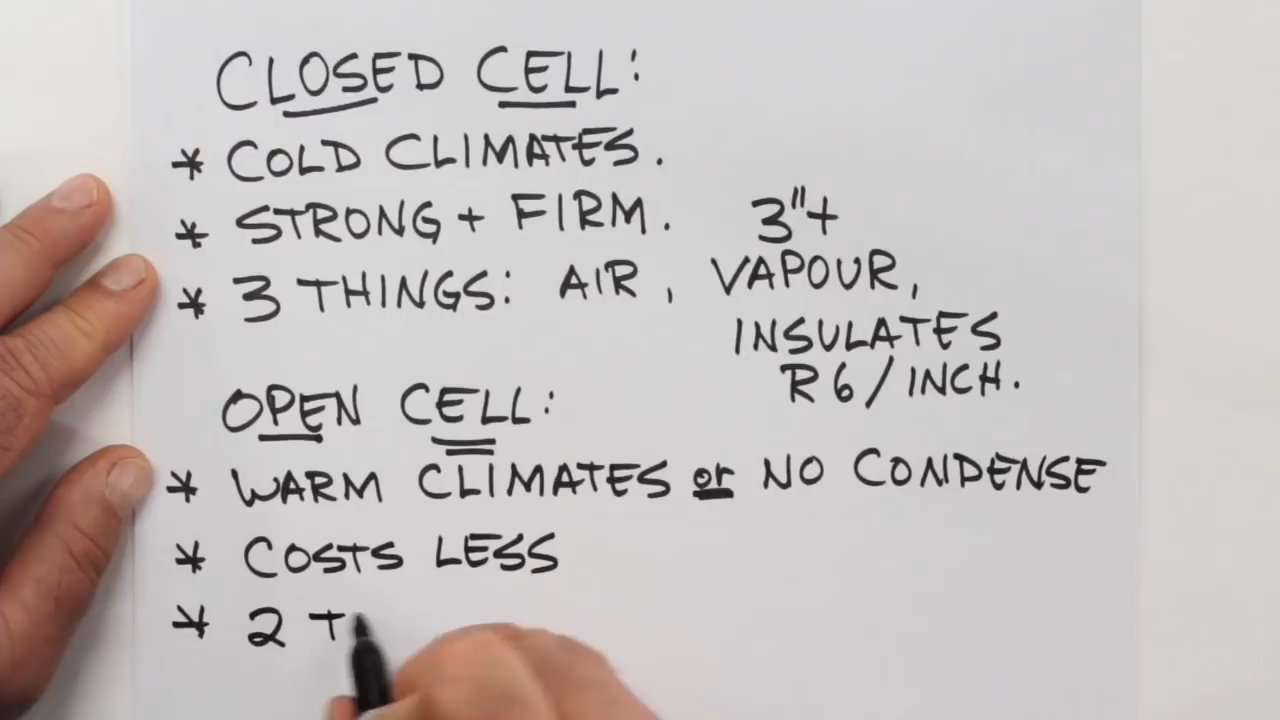 CLOSED CELL:
* COLD CLIMATES.
* STRONG + FIRM. 3"+
* 3 THINGS: AIR, VAPOUR,
INSULATES
R6/INCH.
OPEN CELL:
* WARM CLIMATES or NO CONDENSE
* COSTS LESS
* 2 T